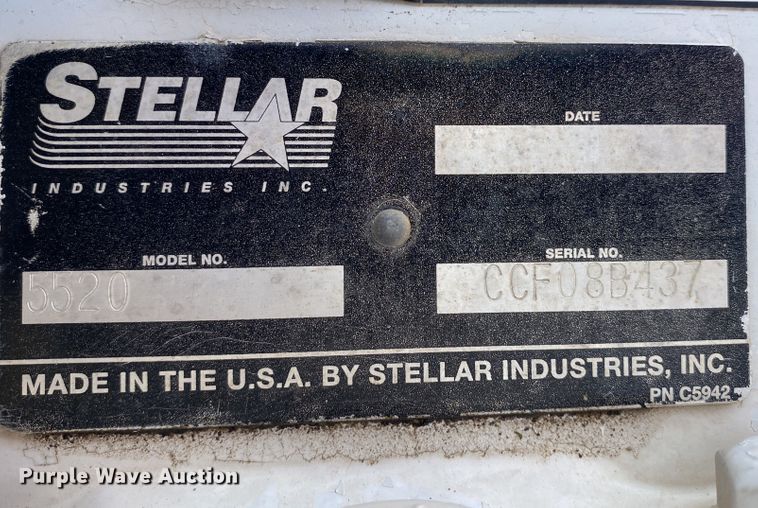 STELLAR
INDUSTRIES INC.
DATE
MODEL NO.
5520
SERIAL NO.
CCF08B437
MADE IN THE U.S.A. BY STELLAR INDUSTRIES, INC.
PN C5942
Purple Wave Auction